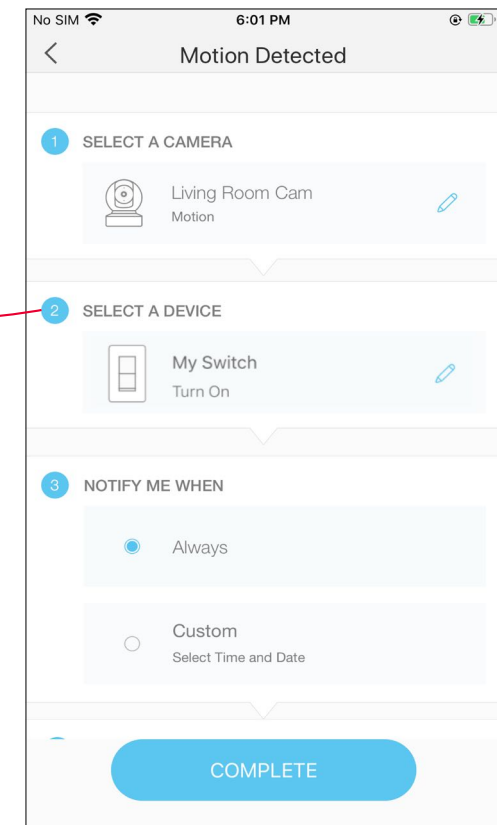 No SIM 6:01 PM
Motion Detected
1 SELECT A CAMERA
Living Room Cam
Motion
2 SELECT A DEVICE
My Switch
Turn On
3 NOTIFY ME WHEN
Always
Custom
Select Time and Date
COMPLETE